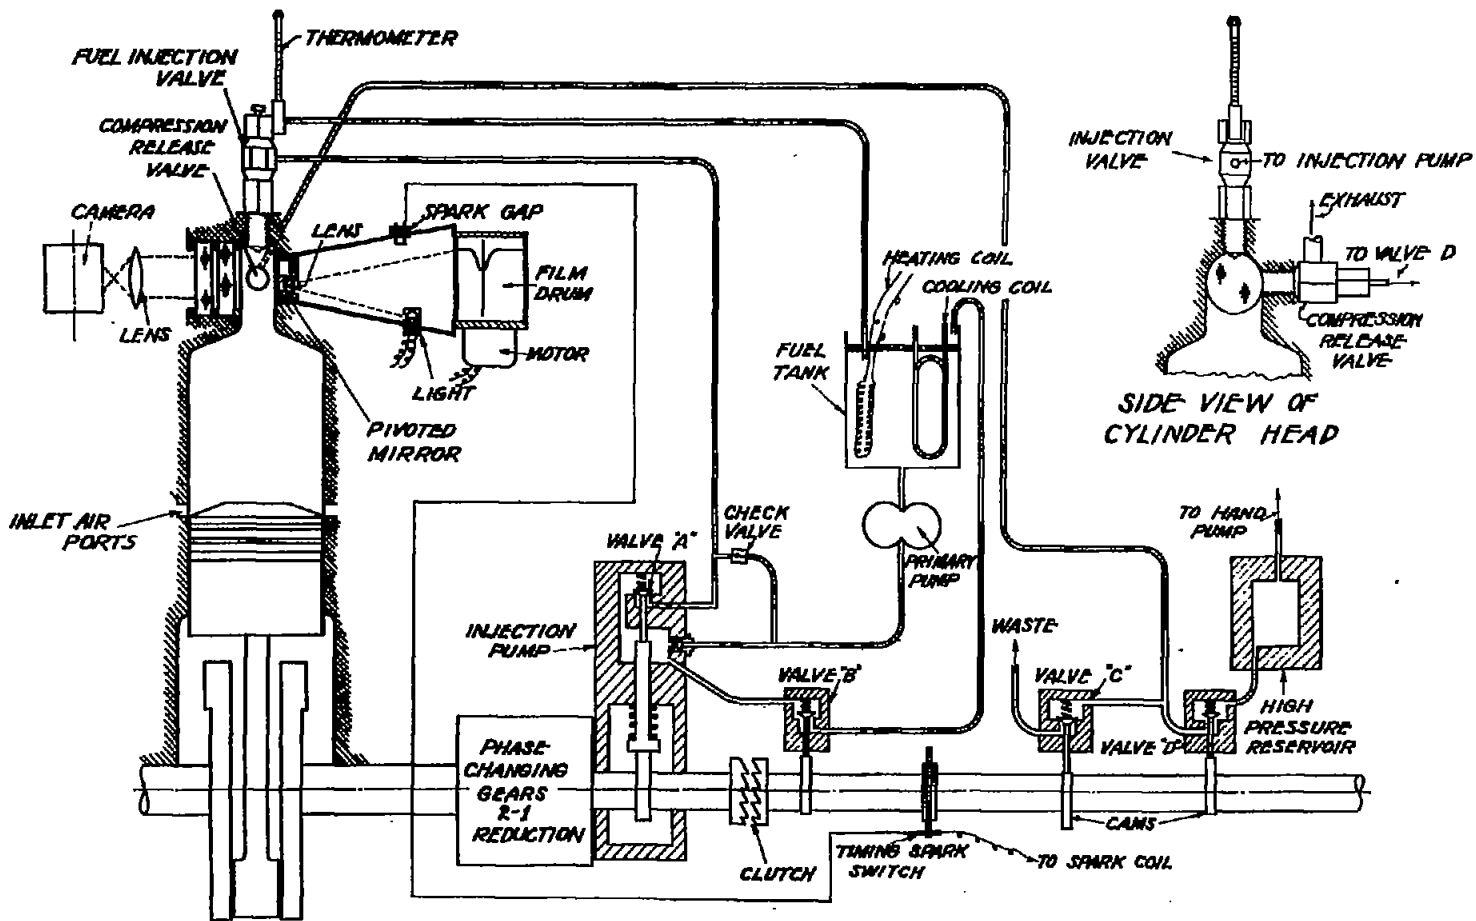 THERMOMETER
FUEL INJECTION
VALVE
COMPRESSION
RELEASE
VALVE
CAMERA
LENS
SPARK GAP
LENS
FILM
DRUM
MOTOR
LIGHT
PIVOTED
MIRROR
INLET AIR
PORTS
HEATING COIL
COOLING COIL
FUEL
TANK
CHECK
VALVE
VALVE "A"
PRIMARY
PUMP
INJECTION
PUMP
VALVE "B"
PHASE
CHANGING
GEARS
2-1
REDUCTION
CLUTCH
TIMING SPARK
SWITCH
TO SPARK COIL
CAMS
WASTE
VALVE "C"
VALVE "D"
TO HAND
PUMP
HIGH
PRESSURE
RESERVOIR
INJECTION
VALVE
TO INJECTION PUMP
EXHAUST
TO VALVE D
COMPRESSION
RELEASE
VALVE
SIDE VIEW OF
CYLINDER HEAD